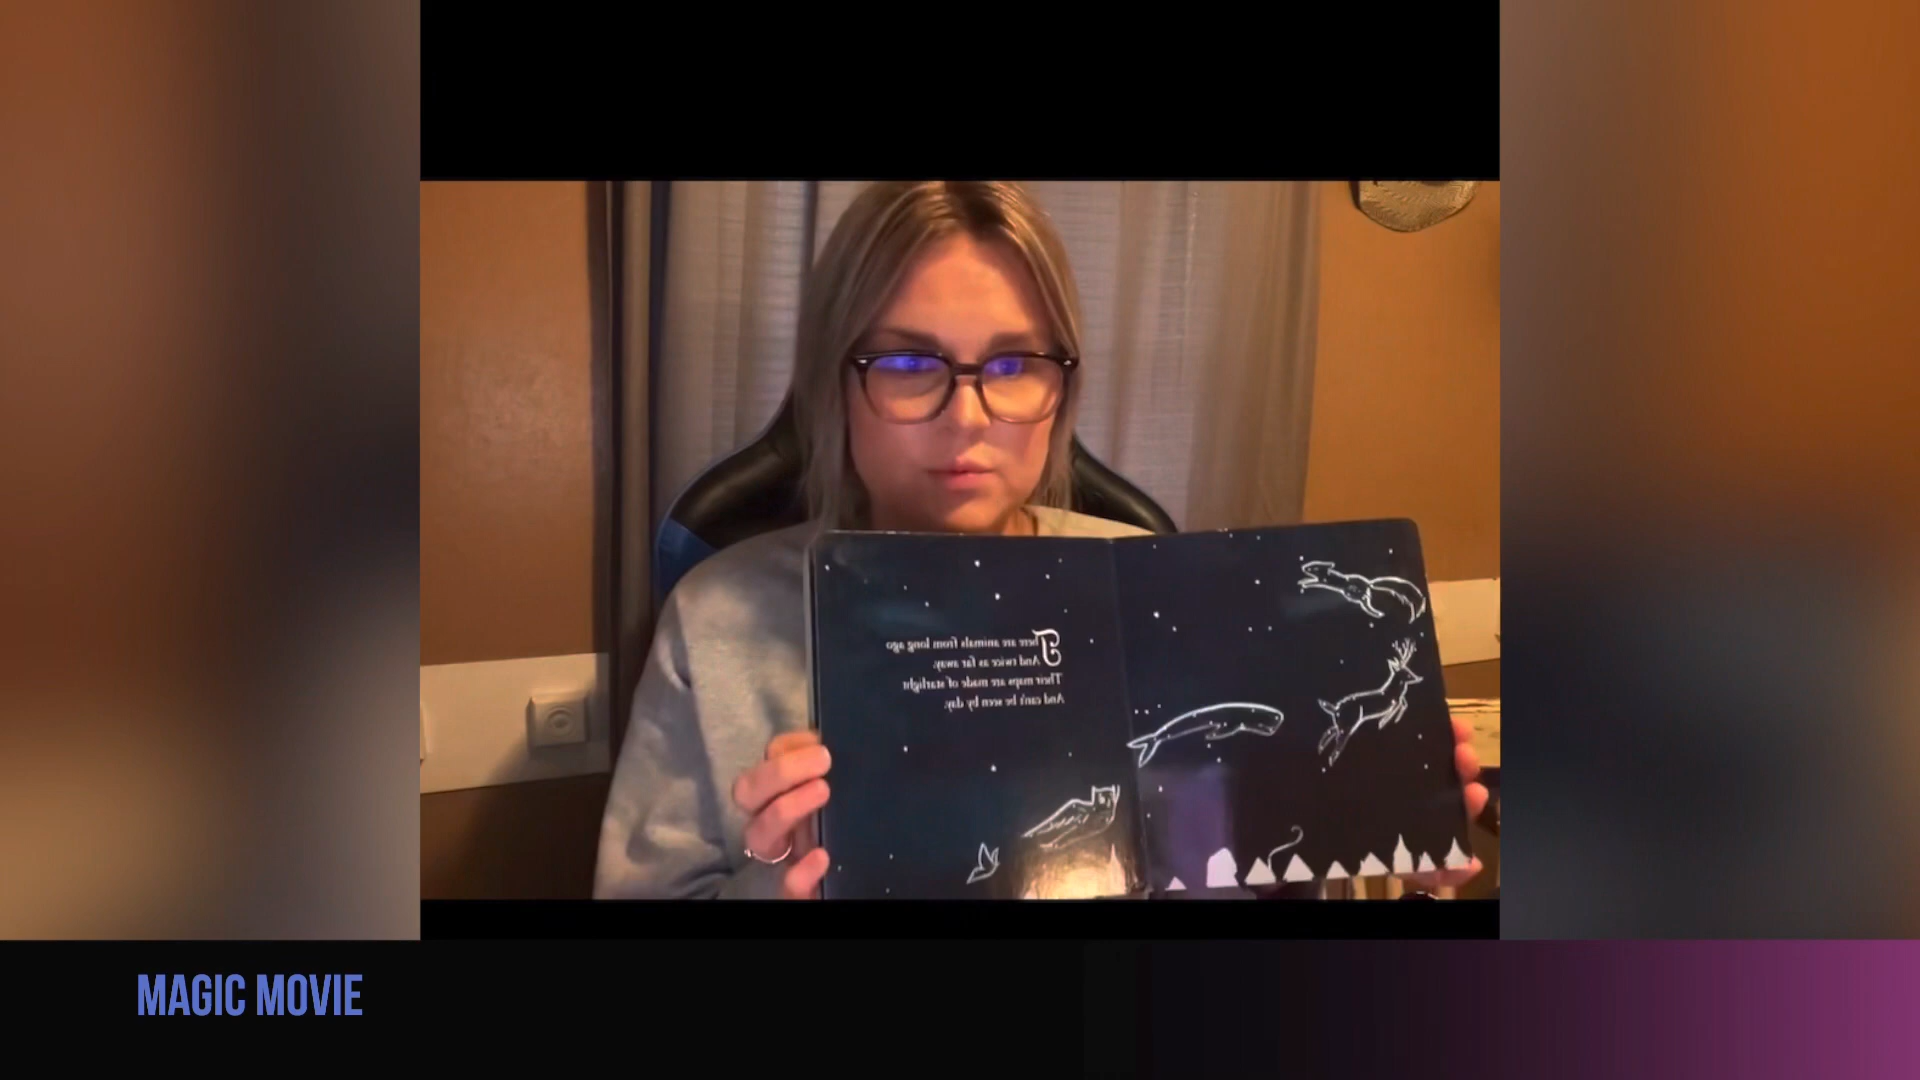 There are animals from long ago
And twice as far away.
Their maps are made of starlight
And can't be seen by day.
MAGIC MOVIE